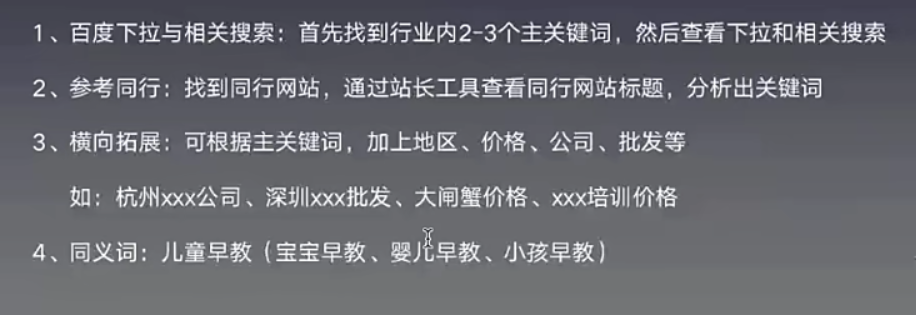 1、百度下拉与相关搜索：首先找到行业内2-3个主关键词，然后查看下拉和相关搜索
2、参考同行：找到同行网站，通过站长工具查看同行网站标题，分析出关键词
3、横向拓展：可根据主关键词，加上地区、价格、公司、批发等
如：杭州xxx公司、深圳xxx批发、大闸蟹价格、xxx培训价格
4、同义词：儿童早教（宝宝早教、婴儿早教、小孩早教）